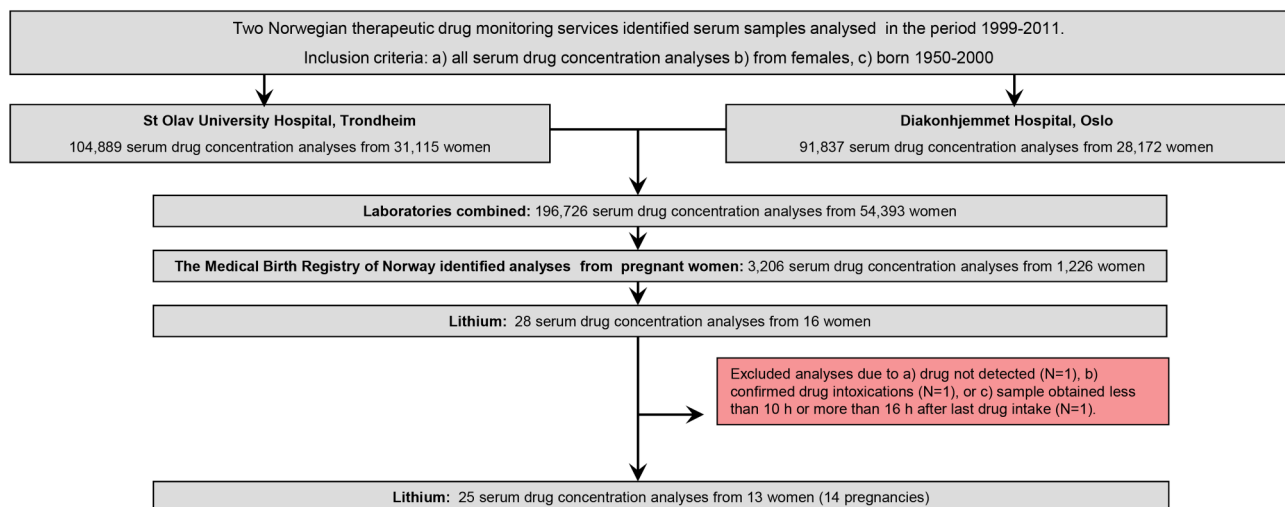 Two Norwegian therapeutic drug monitoring services identified serum samples analysed in the period 1999-2011.
Inclusion criteria: a) all serum drug concentration analyses b) from females, c) born 1950-2000
St Olav University Hospital, Trondheim
104,889 serum drug concentration analyses from 31,115 women
Diakonhjemmet Hospital, Oslo
91,837 serum drug concentration analyses from 28,172 women
Laboratories combined: 196,726 serum drug concentration analyses from 54,393 women
The Medical Birth Registry of Norway identified analyses from pregnant women: 3,206 serum drug concentration analyses from 1,226 women
Lithium: 28 serum drug concentration analyses from 16 women
Excluded analyses due to a) drug not detected (N=1), b)
confirmed drug intoxications (N=1), or c) sample obtained less
than 10 h or more than 16 h after last drug intake (N=1).
Lithium: 25 serum drug concentration analyses from 13 women (14 pregnancies)